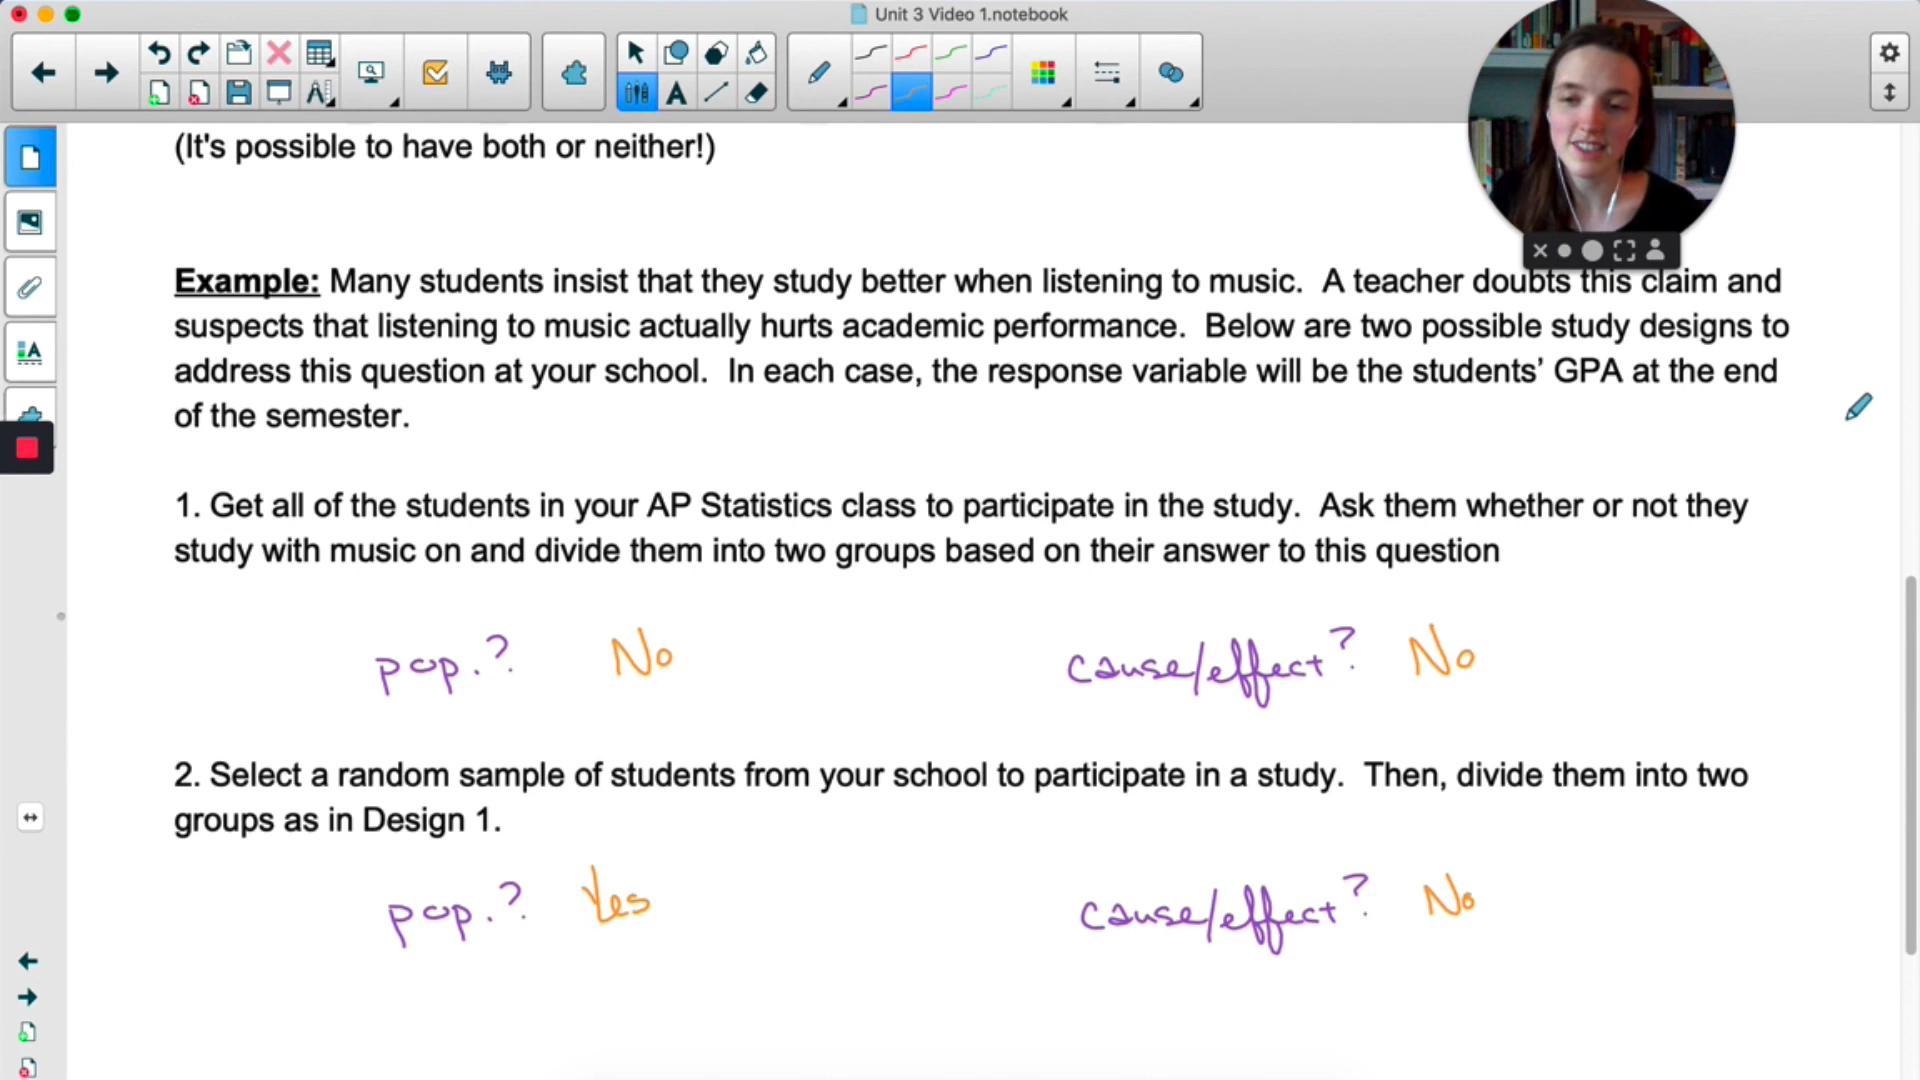 Unit 3 Video 1.notebook
(It's possible to have both or neither!)
Example: Many students insist that they study better when listening to music. A teacher doubts this claim and
suspects that listening to music actually hurts academic performance. Below are two possible study designs to
address this question at your school. In each case, the response variable will be the students' GPA at the end
of the semester.
1. Get all of the students in your AP Statistics class to participate in the study. Ask them whether or not they
study with music on and divide them into two groups based on their answer to this question
pop.? No cause/effect? No
2. Select a random sample of students from your school to participate in a study. Then, divide them into two
groups as in Design 1.
pop.? Yes cause/effect? No